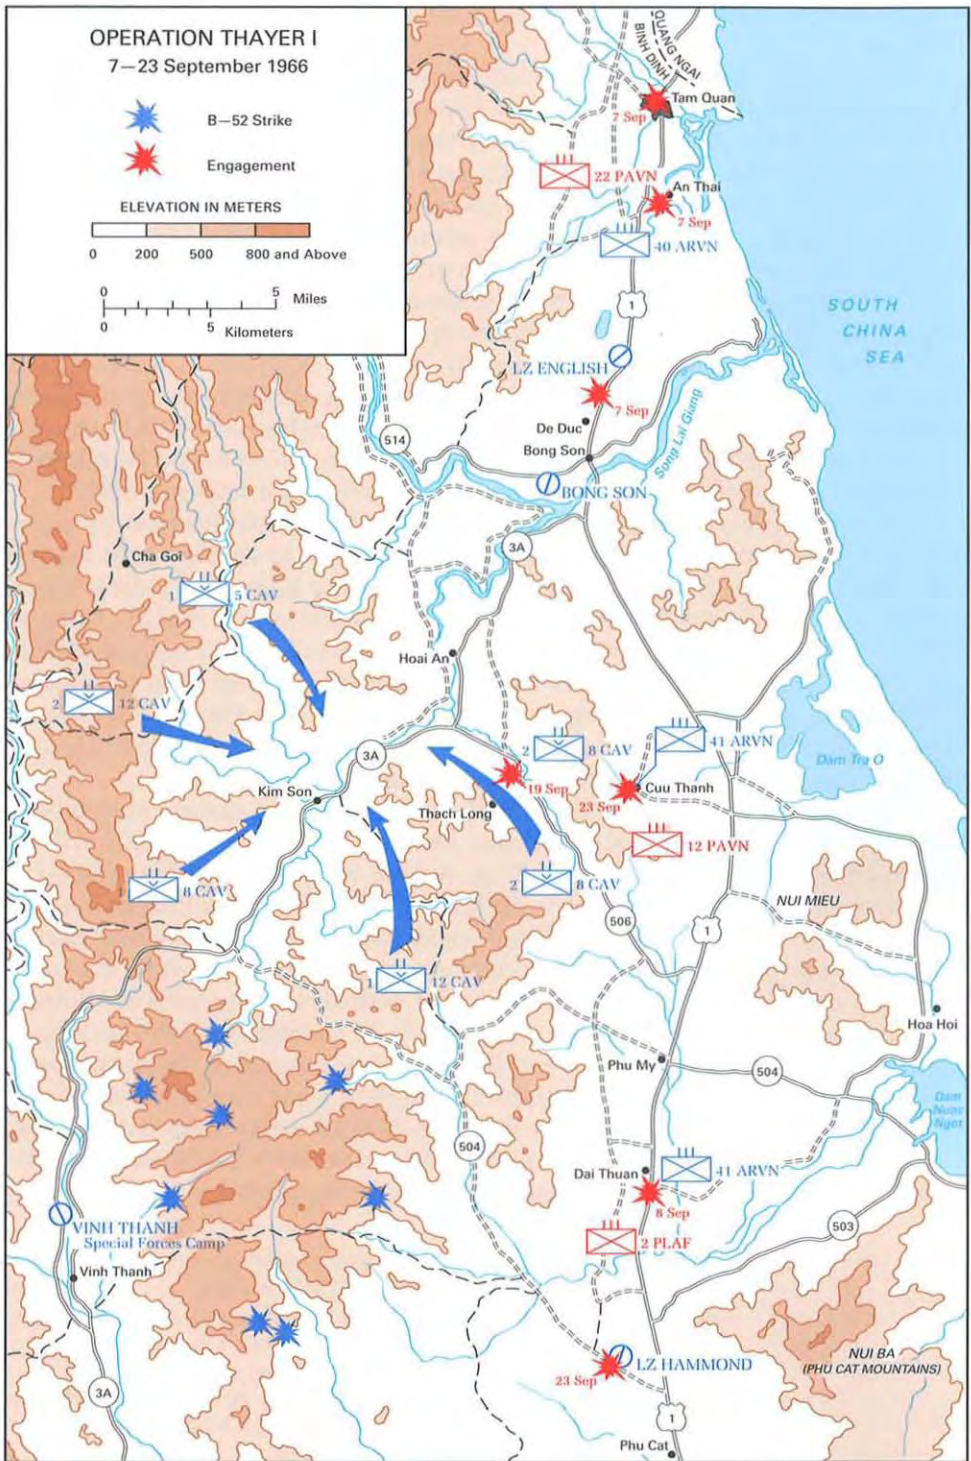 OPERATION THAYER I
7—23 September 1966
B—52 Strike
Engagement
ELEVATION IN METERS
0 200 500 800 and Above
0 5 Miles
0 5 Kilometers
QUANG NGAI
BINH DINH
Tam Quan
7 Sep
22 PAVN
An Thai
7 Sep
40 ARVN
1
SOUTH
CHINA
SEA
LZ ENGLISH
7 Sep
De Duc
514
Bong Son
Song Lai Giang
BONG SON
3A
Cha Goi
1 5 CAV
Hoai An
2 12 CAV
3A
2 8 CAV
41 ARVN
Dam Tra O
Kim Son
19 Sep
23 Sep
Cuu Thanh
Thach Long
12 PAVN
1 8 CAV
2 8 CAV
NUI MIEU
506
1
1 12 CAV
Hoa Hoi
Phu My
504
Dam
Nuoc
Ngot
504
Dai Thuan
41 ARVN
8 Sep
VINH THANH
Special Forces Camp
503
2 PLAF
Vinh Thanh
NUI BA
(PHU CAT MOUNTAINS)
LZ HAMMOND
23 Sep
3A
1
Phu Cat